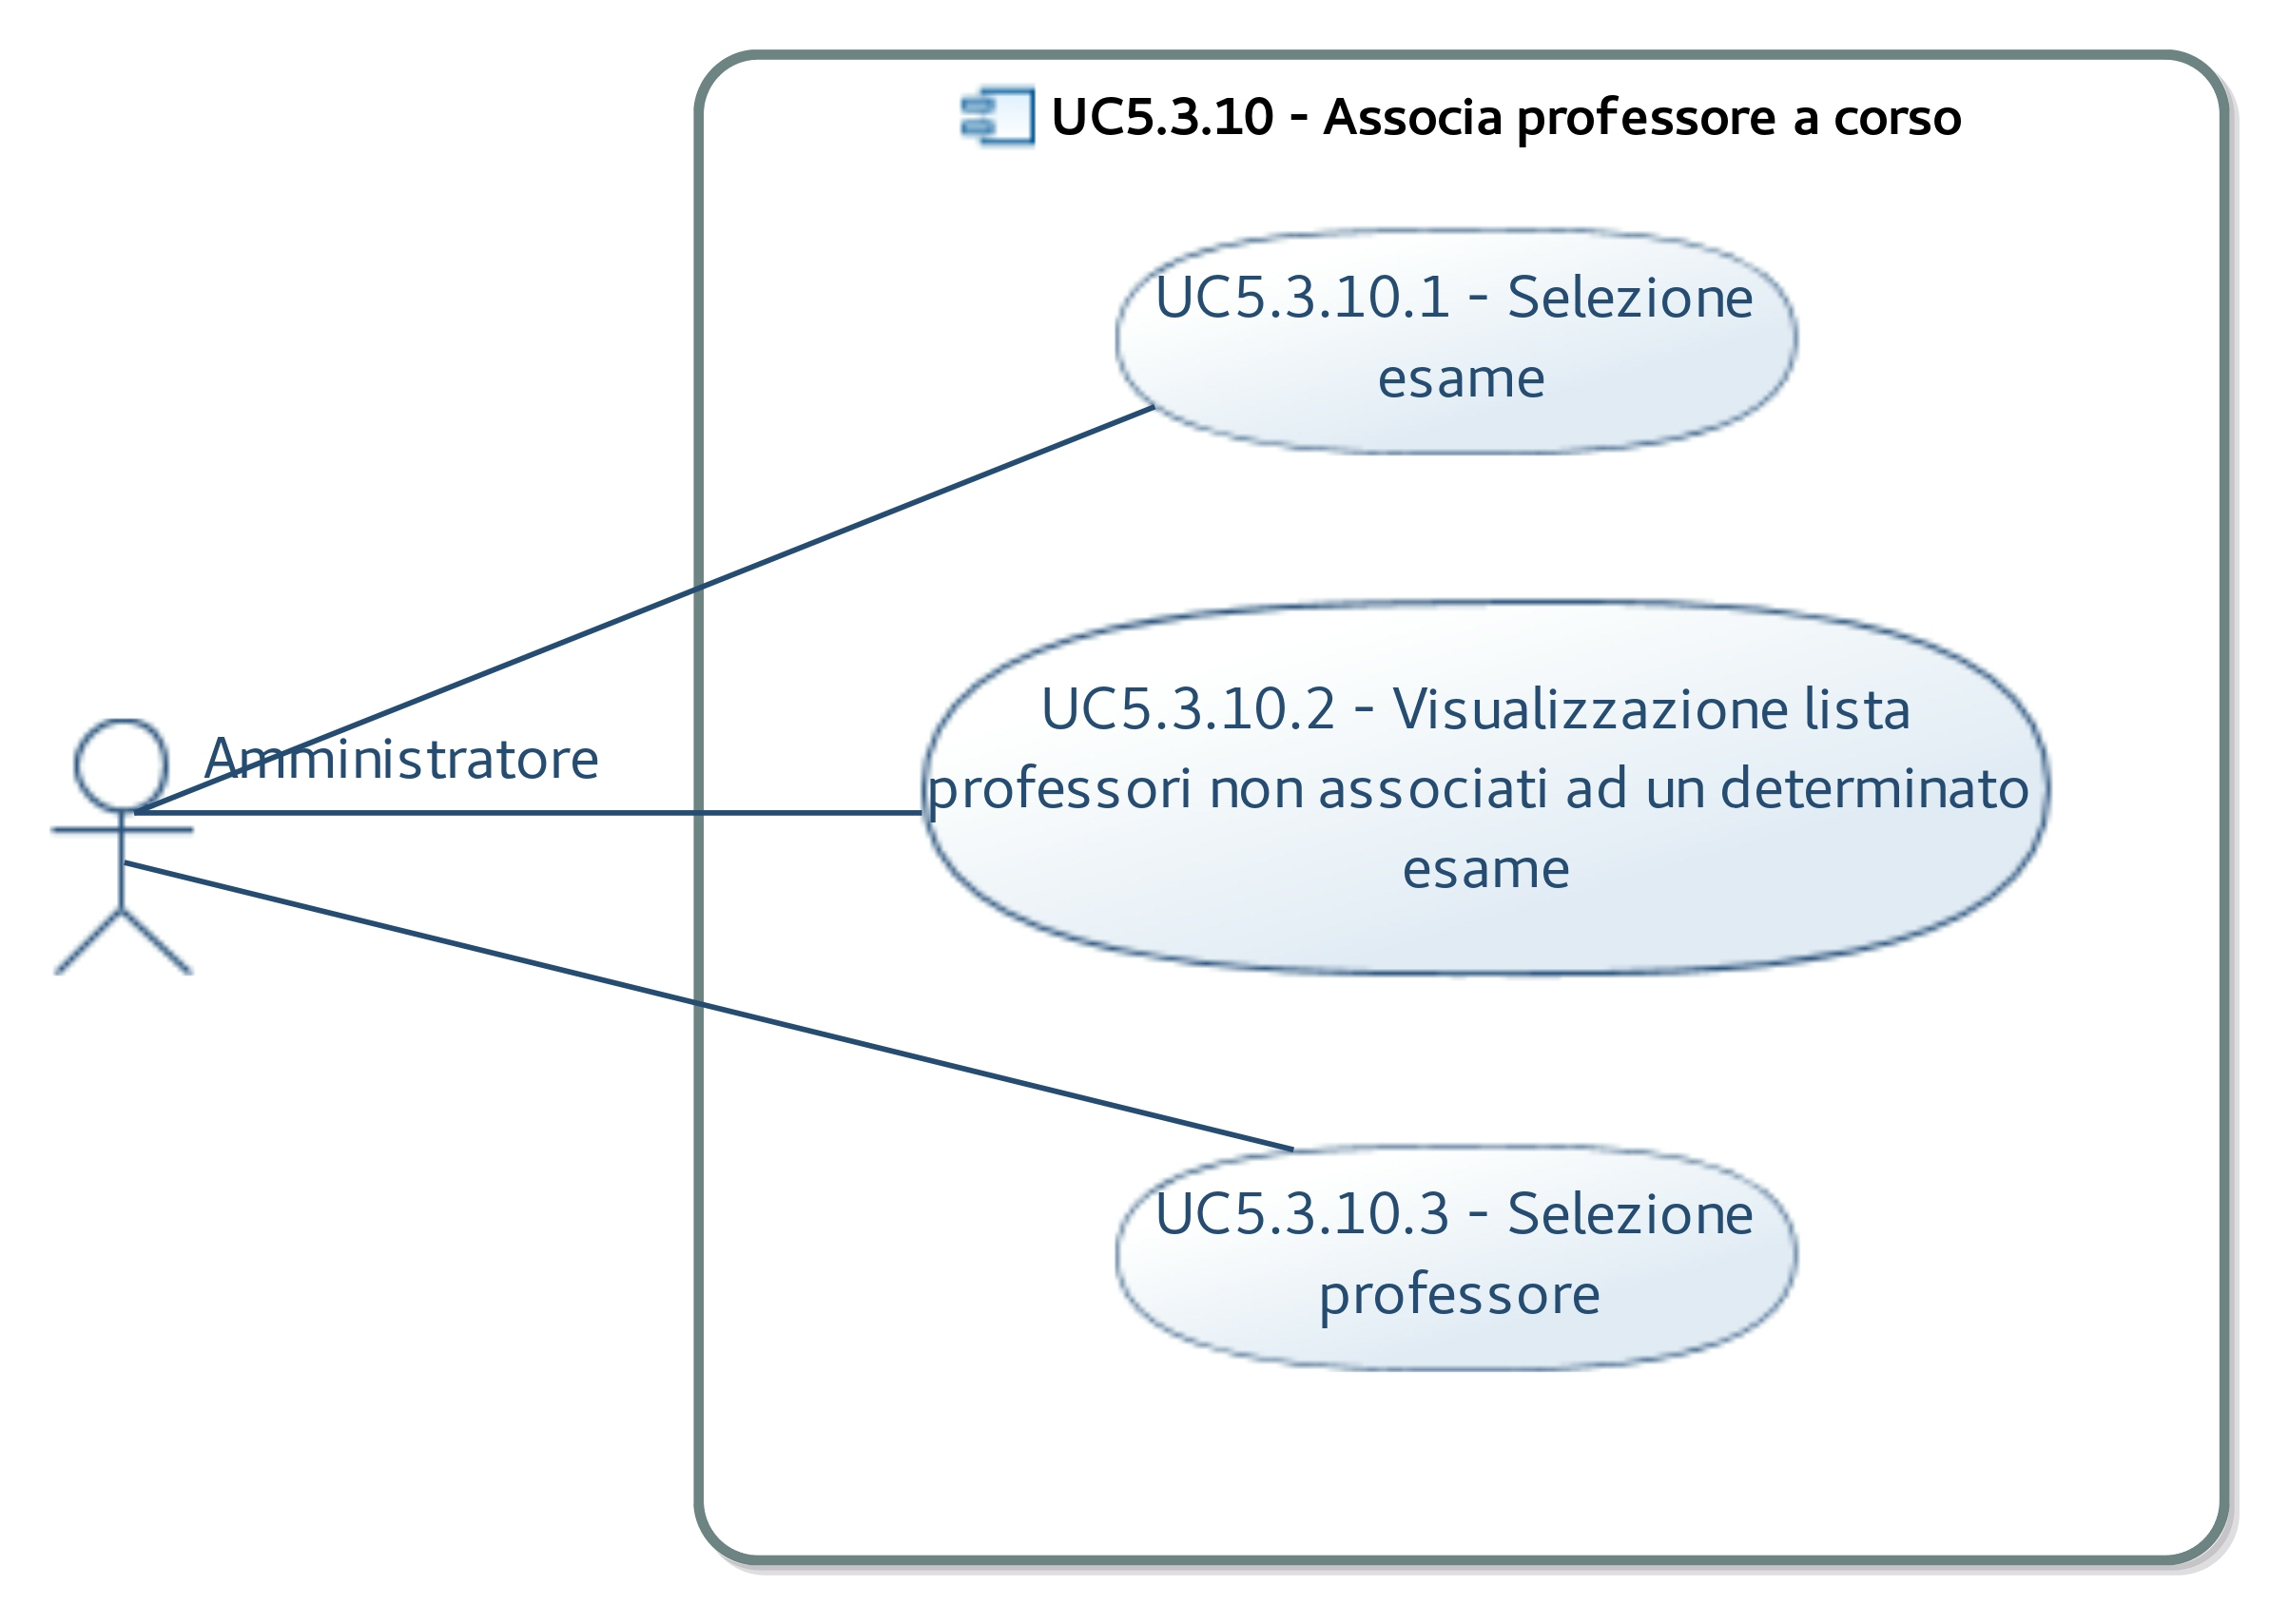 UC5.3.10 - Associa professore a corso
UC5.3.10.1 - Selezione
esame
Amministratore
UC5.3.10.2 - Visualizzazione lista
professori non associati ad un determinato
esame
UC5.3.10.3 - Selezione
professore